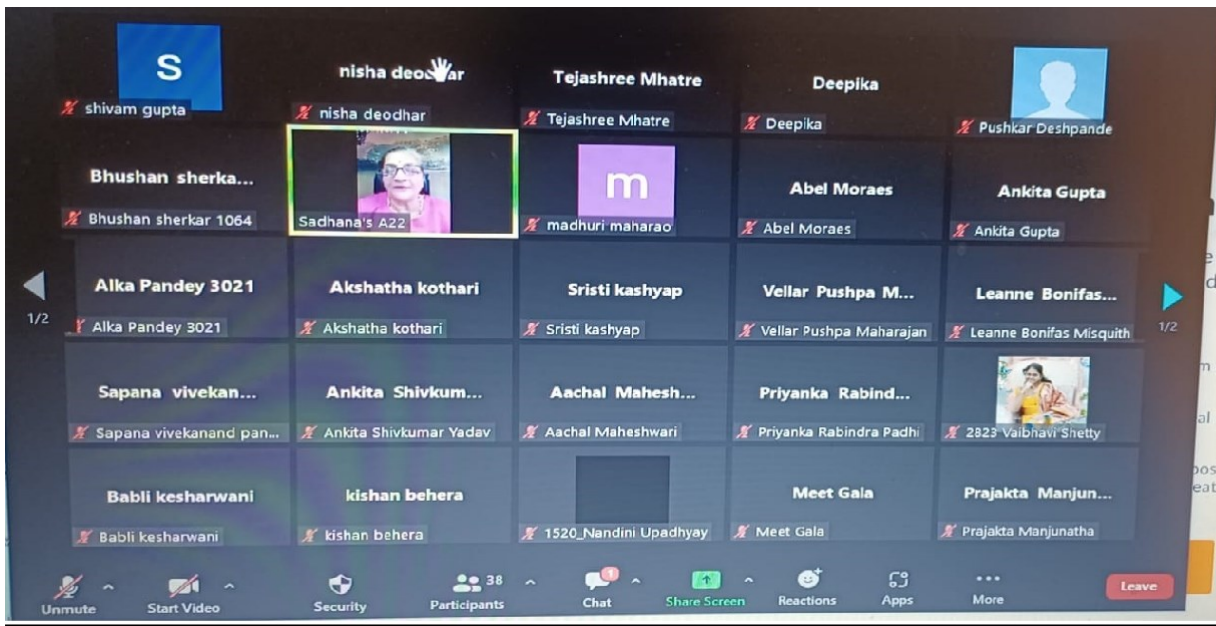 S
shivam gupta
nisha deodhar
nisha deodhar
Tejashree Mhatre
Tejashree Mhatre
Deepika
Deepika
Pushkar Deshpande
Bhushan sherka...
Bhushan sherkar 1064
Sadhana's A22
m
madhuri maharao
Abel Moraes
Abel Moraes
Ankita Gupta
Ankita Gupta
1/2
Alka Pandey 3021
Alka Pandey 3021
Akshatha kothari
Akshatha kothari
Sristi kashyap
Sristi kashyap
Vellar Pushpa M...
Vellar Pushpa Maharajan
Leanne Bonifas...
Leanne Bonifas Misquith
1/2
Sapana vivekan...
Sapana vivekanand pan...
Ankita Shivkum...
Ankita Shivkumar Yadav
Aachal Mahesh...
Aachal Maheshwari
Priyanka Rabind...
Priyanka Rabindra Padhi
2823 Vaibhavi Shetty
Babli kesharwani
Babli kesharwani
kishan behera
kishan behera
1520_Nandini Upadhyay
Meet Gala
Meet Gala
Prajakta Manjun...
Prajakta Manjunatha
Unmute
Start Video
Security
38
Participants
1
Chat
Share Screen
Reactions
Apps
More
Leave